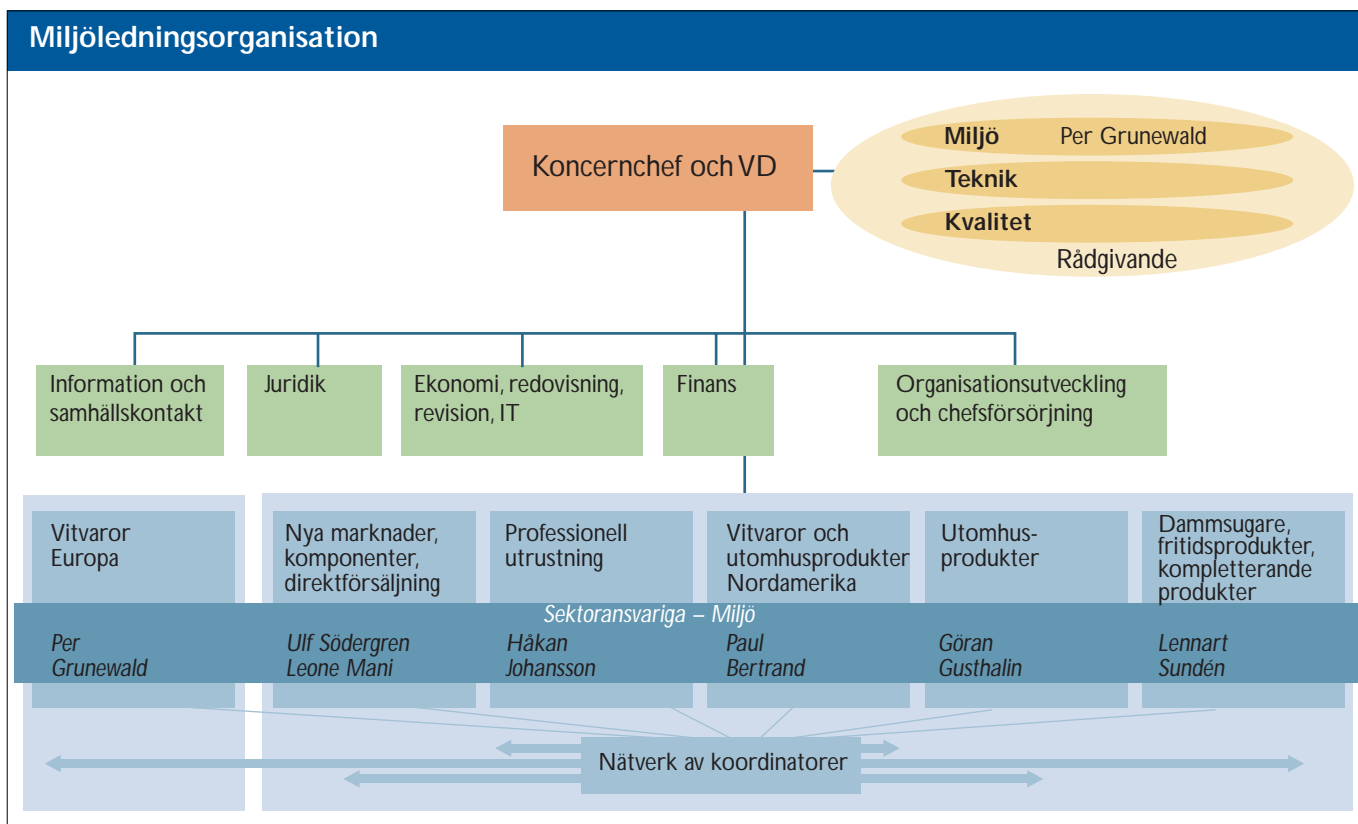 Miljöledningsorganisation
Koncernchef och VD
Miljö Per Grunewald
Teknik
Kvalitet
Rådgivande
Information och
samhällskontakt
Juridik
Ekonomi, redovisning,
revision, IT
Finans
Organisationsutveckling
och chefsförsörjning
Vitvaror
Europa
Nya marknader,
komponenter,
direktförsäljning
Professionell
utrustning
Vitvaror och
utomhusprodukter
Nordamerika
Utomhus-
produkter
Dammsugare,
fritidsprodukter,
kompletterande
produkter
Sektoransvariga – Miljö
Per
Grunewald
Ulf Södergren
Leone Mani
Håkan
Johansson
Paul
Bertrand
Göran
Gusthalin
Lennart
Sundén
Nätverk av koordinatorer